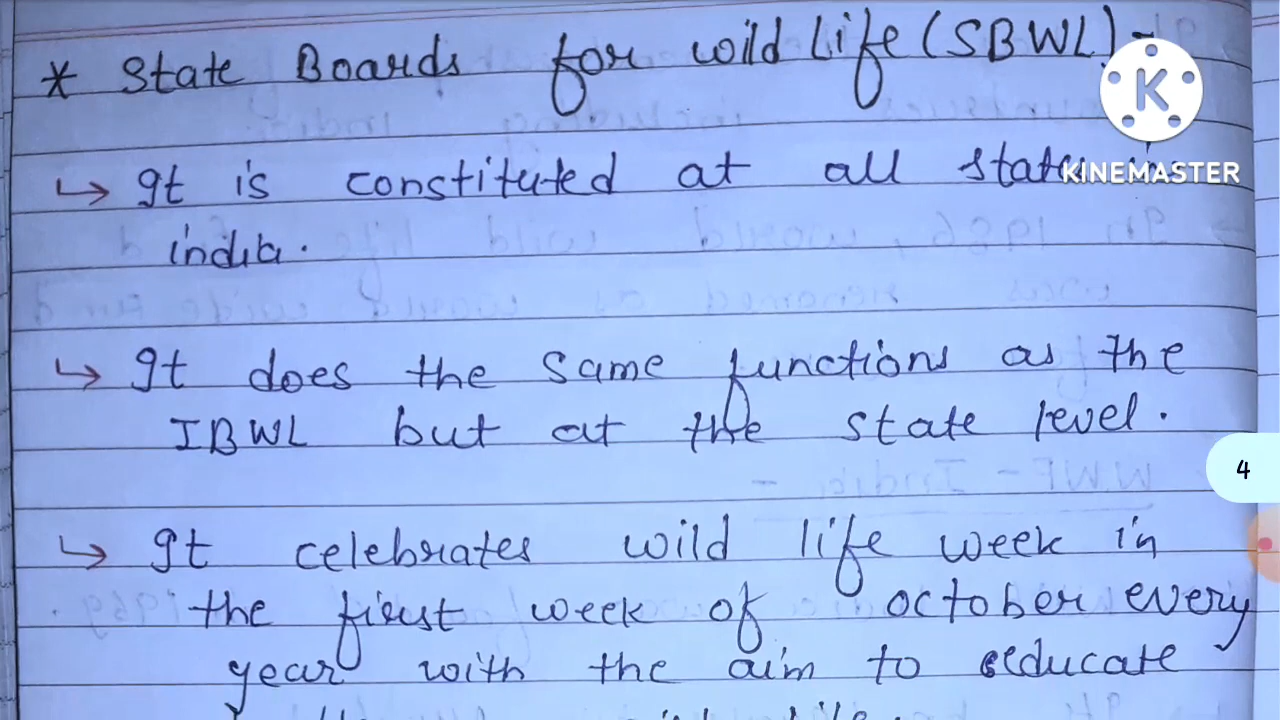 * State Boards for wild Life (SBWL) -
K
KINEMASTER
↳ It is constituted at all state
india.
↳ It does the same functions as the
IBWL but at the state level.
4
↳ It celebrates wild life week in
the first week of october every
year with the aim to educate